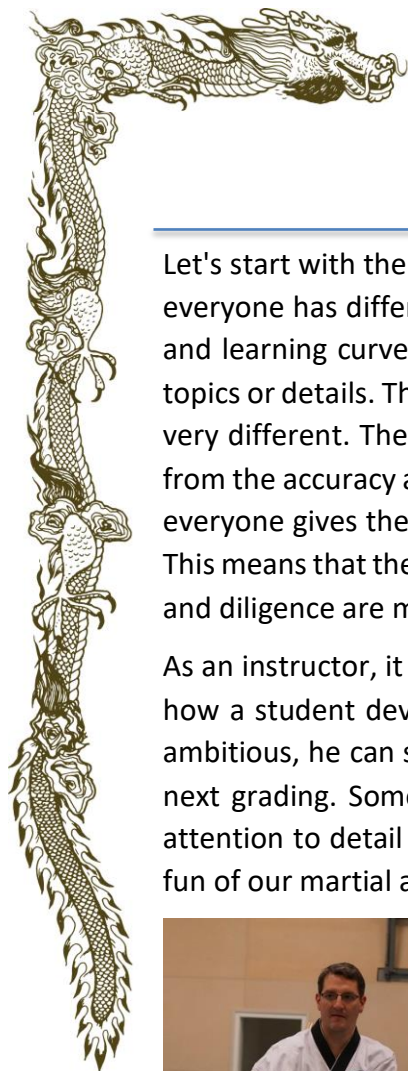 Let's start with the
everyone has differ
and learning curve
topics or details. Th
very different. The
from the accuracy a
everyone gives the
This means that the
and diligence are m
As an instructor, it
how a student dev
ambitious, he can s
next grading. Some
attention to detail
fun of our martial a